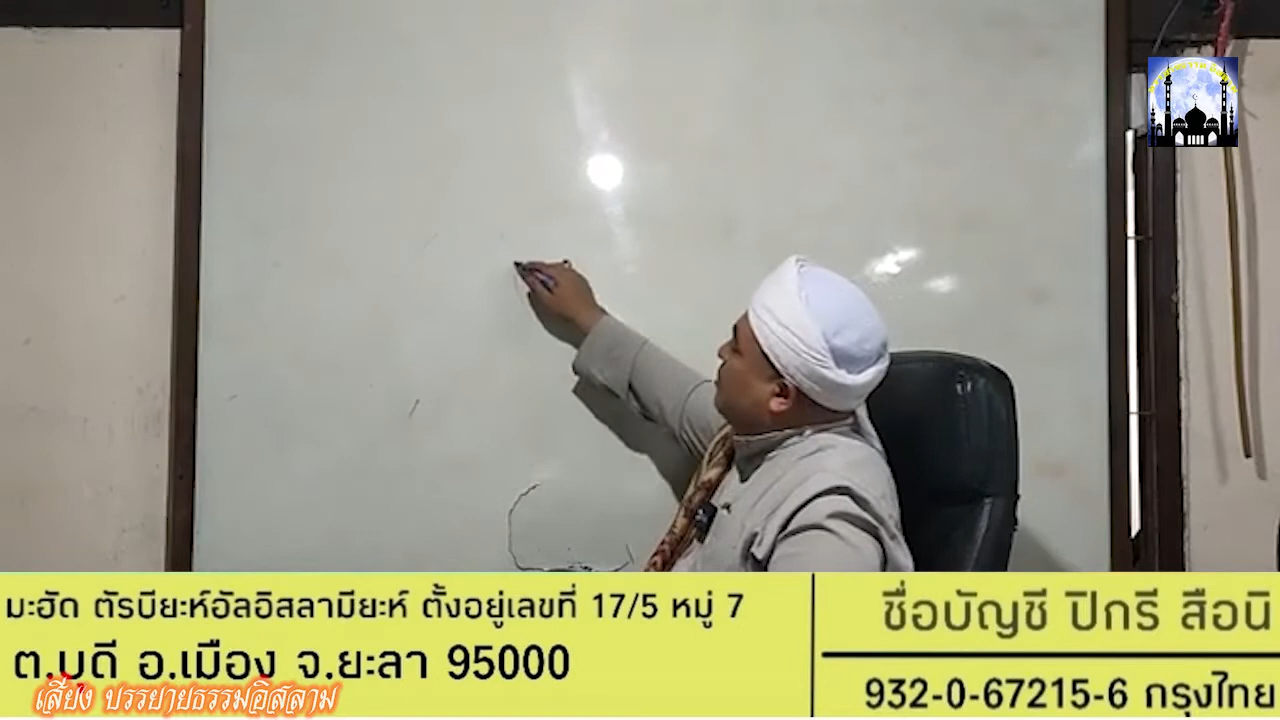 มะฮัด ตัรบียะห์อัลอิสลามียะห์ ตั้งอยู่เลขที่ 17/5 หมู่ 7
ต.บุดี อ.เมือง จ.ยะลา 95000
เสียง บรรยายธรรมอิสลาม
ชื่อบัญชี ปิกรี สือนิ
932-0-67215-6 กรุงไทย